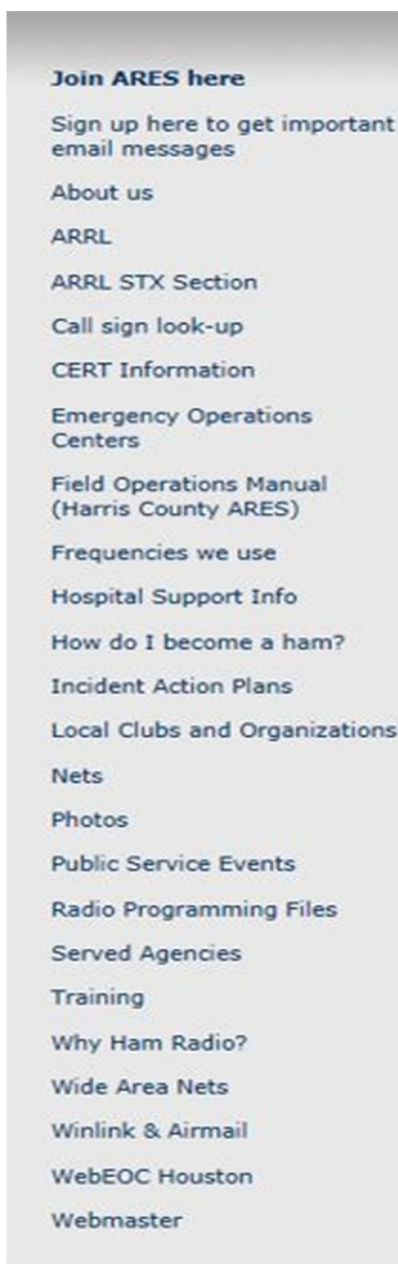 Join ARES here
Sign up here to get important
email messages
About us
ARRL
ARRL STX Section
Call sign look-up
CERT Information
Emergency Operations
Centers
Field Operations Manual
(Harris County ARES)
Frequencies we use
Hospital Support Info
How do I become a ham?
Incident Action Plans
Local Clubs and Organizations
Nets
Photos
Public Service Events
Radio Programming Files
Served Agencies
Training
Why Ham Radio?
Wide Area Nets
Winlink & Airmail
WebEOC Houston
Webmaster